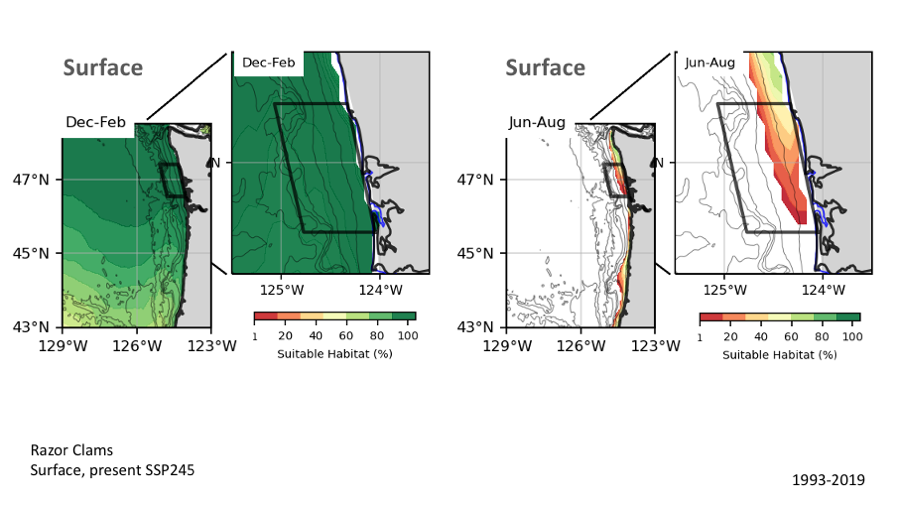 Surface
Dec-Feb
Dec-Feb
N
47°N
45°N
43°N
129°W 126°W 123°W
125°W 124°W
1 20 40 60 80 100
Suitable Habitat (%)
Surface
Jun-Aug
Jun-Aug
N
47°N
45°N
43°N
129°W 126°W 123°W
125°W 124°W
1 20 40 60 80 100
Suitable Habitat (%)
Razor Clams
Surface, present SSP245
1993-2019